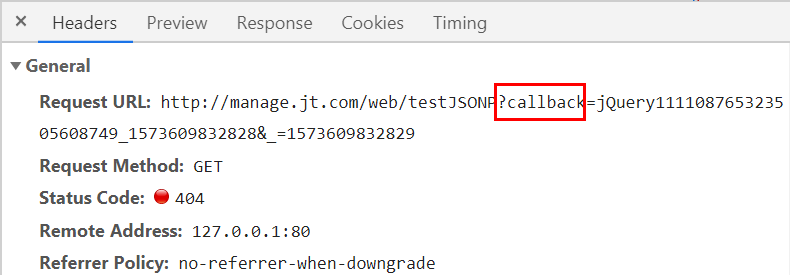 × Headers Preview Response Cookies Timing
▼ General
Request URL: http://manage.jt.com/web/testJSONP?callback=jQuery1111087653235
05608749_1573609832828&_=1573609832829
Request Method: GET
Status Code: 404
Remote Address: 127.0.0.1:80
Referrer Policy: no-referrer-when-downgrade